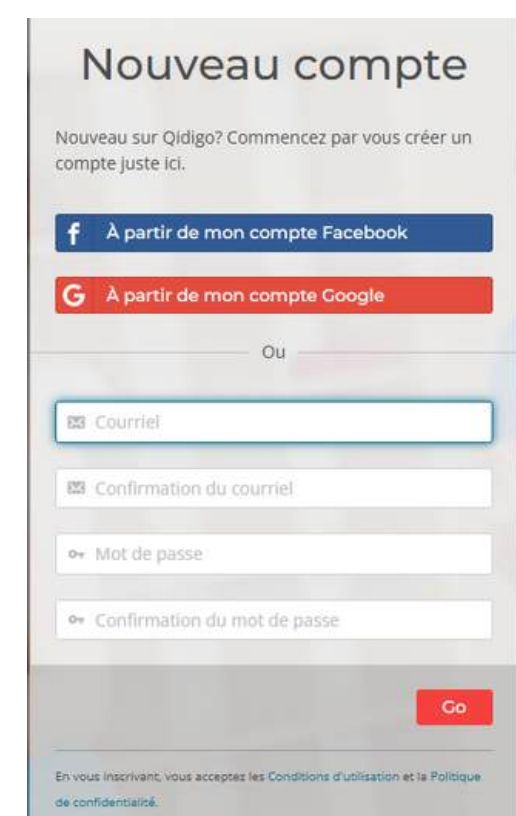 Nouveau compte
Nouveau sur Qidigo? Commencez par vous créer un
compte juste ici.
f À partir de mon compte Facebook
G À partir de mon compte Google
Ou
Courriel
Confirmation du courriel
Mot de passe
Confirmation du mot de passe
Go
En vous inscrivant, vous acceptez les Conditions d'utilisation et la Politique
de confidentialité.